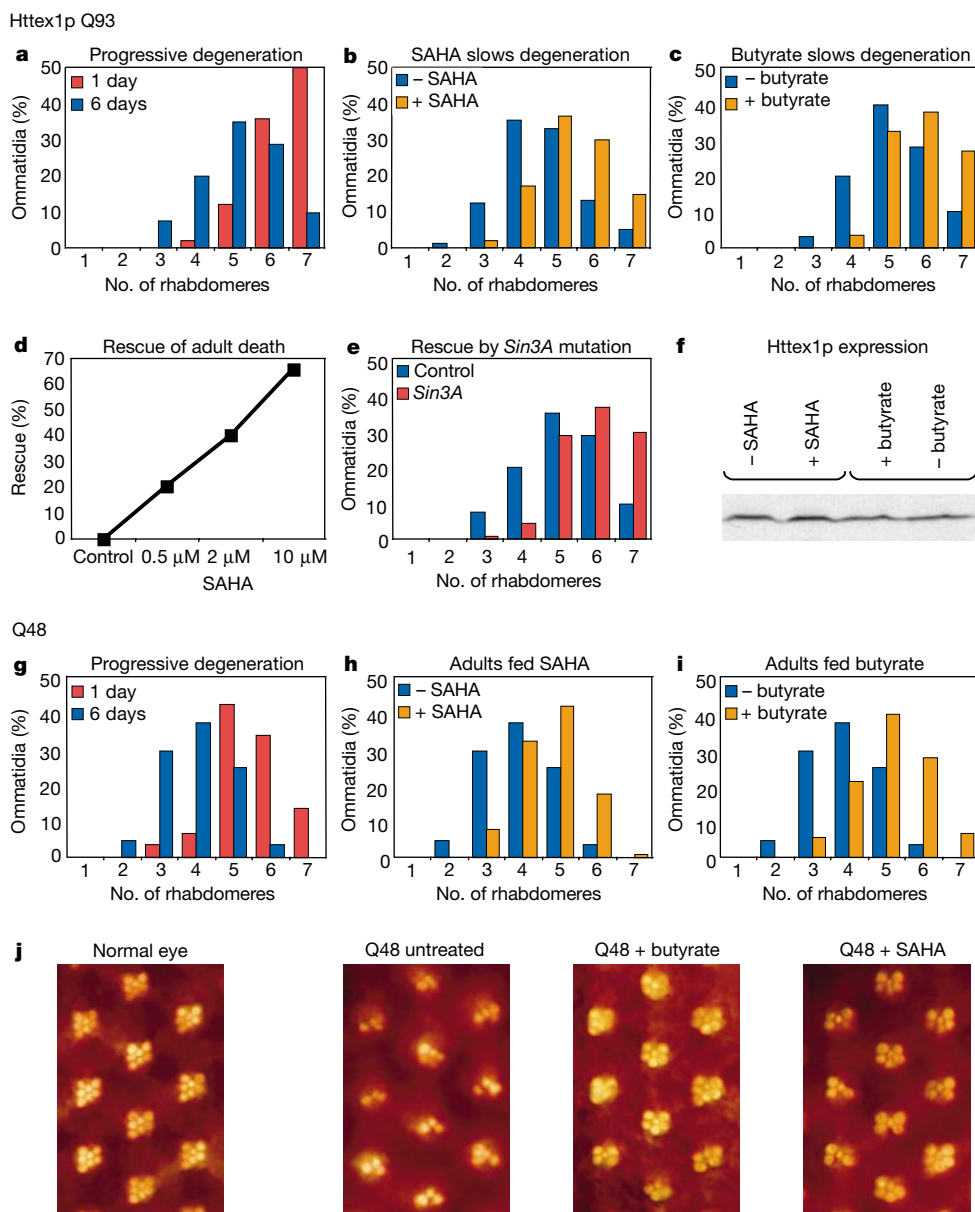 Httex1p Q93
a Progressive degeneration
1 day
6 days
Ommatidia (%)
50
40
30
20
10
0
1 2 3 4 5 6 7
No. of rhabdomeres
b SAHA slows degeneration
– SAHA
+ SAHA
Ommatidia (%)
50
40
30
20
10
0
1 2 3 4 5 6 7
No. of rhabdomeres
c Butyrate slows degeneration
– butyrate
+ butyrate
Ommatidia (%)
50
40
30
20
10
0
1 2 3 4 5 6 7
No. of rhabdomeres
d Rescue of adult death
Rescue (%)
70
60
50
40
30
20
10
0
Control 0.5 μM 2 μM 10 μM
SAHA
e Rescue by Sin3A mutation
Control
Sin3A
Ommatidia (%)
50
40
30
20
10
0
1 2 3 4 5 6 7
No. of rhabdomeres
f Httex1p expression
– SAHA
+ SAHA
+ butyrate
– butyrate
Q48
g Progressive degeneration
1 day
6 days
Ommatidia (%)
50
40
30
20
10
0
1 2 3 4 5 6 7
No. of rhabdomeres
h Adults fed SAHA
– SAHA
+ SAHA
Ommatidia (%)
50
40
30
20
10
0
1 2 3 4 5 6 7
No. of rhabdomeres
i Adults fed butyrate
– butyrate
+ butyrate
Ommatidia (%)
50
40
30
20
10
0
1 2 3 4 5 6 7
No. of rhabdomeres
j Normal eye
Q48 untreated
Q48 + butyrate
Q48 + SAHA